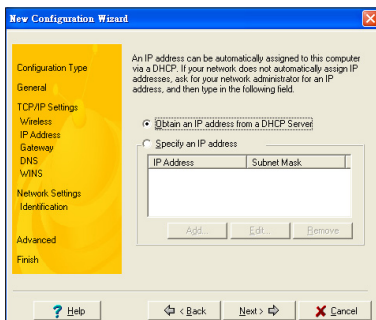 New Configuration Wizard
Configuration Type
General
TCP/IP Settings
Wireless
IP Address
Gateway
DNS
WINS
Network Settings
Identification
Advanced
Finish
An IP address can be automatically assigned to this computer
via a DHCP. If your network does not automatically assign IP
addresses, ask for your network administrator for an IP
address, and then type in the following field.
Obtain an IP address from a DHCP Server
Specify an IP address
IP Address Subnet Mask
Add... Edit... Remove
? Help < Back Next > Cancel